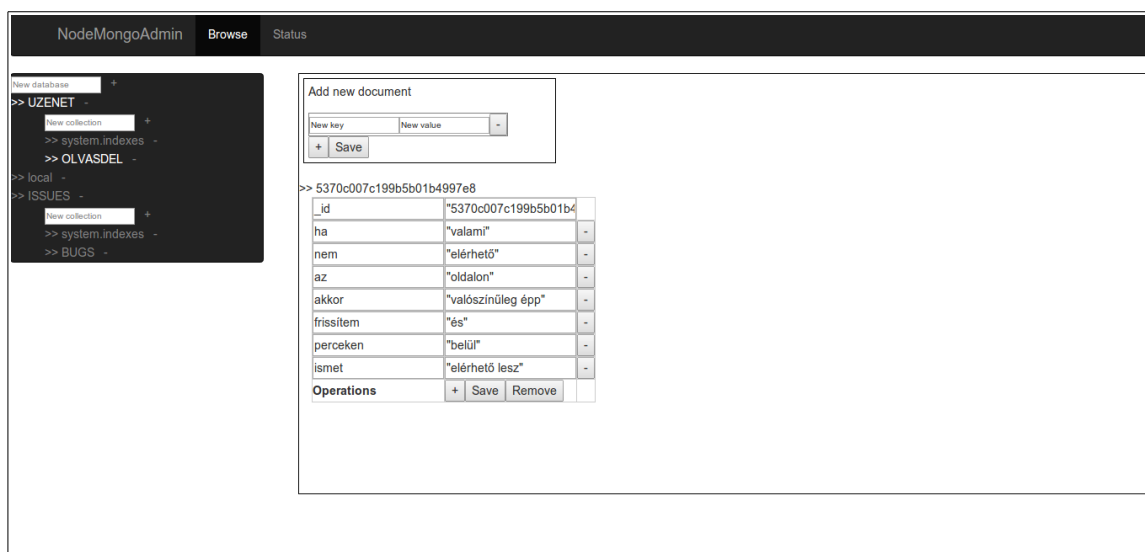 NodeMongoAdmin Browse Status
New database +
>> UZENET -
New collection +
>> system.indexes -
>> OLVASDEL -
>> local -
>> ISSUES -
New collection +
>> system.indexes -
>> BUGS -
Add new document
New key New value -
+ Save
>> 5370c007c199b5b01b4997e8
_id "5370c007c199b5b01b4
ha "valami" -
nem "elérhető" -
az "oldalon" -
akkor "valószínűleg épp" -
frissítem "és" -
perceken "belül" -
ismet "elérhető lesz" -
Operations + Save Remove